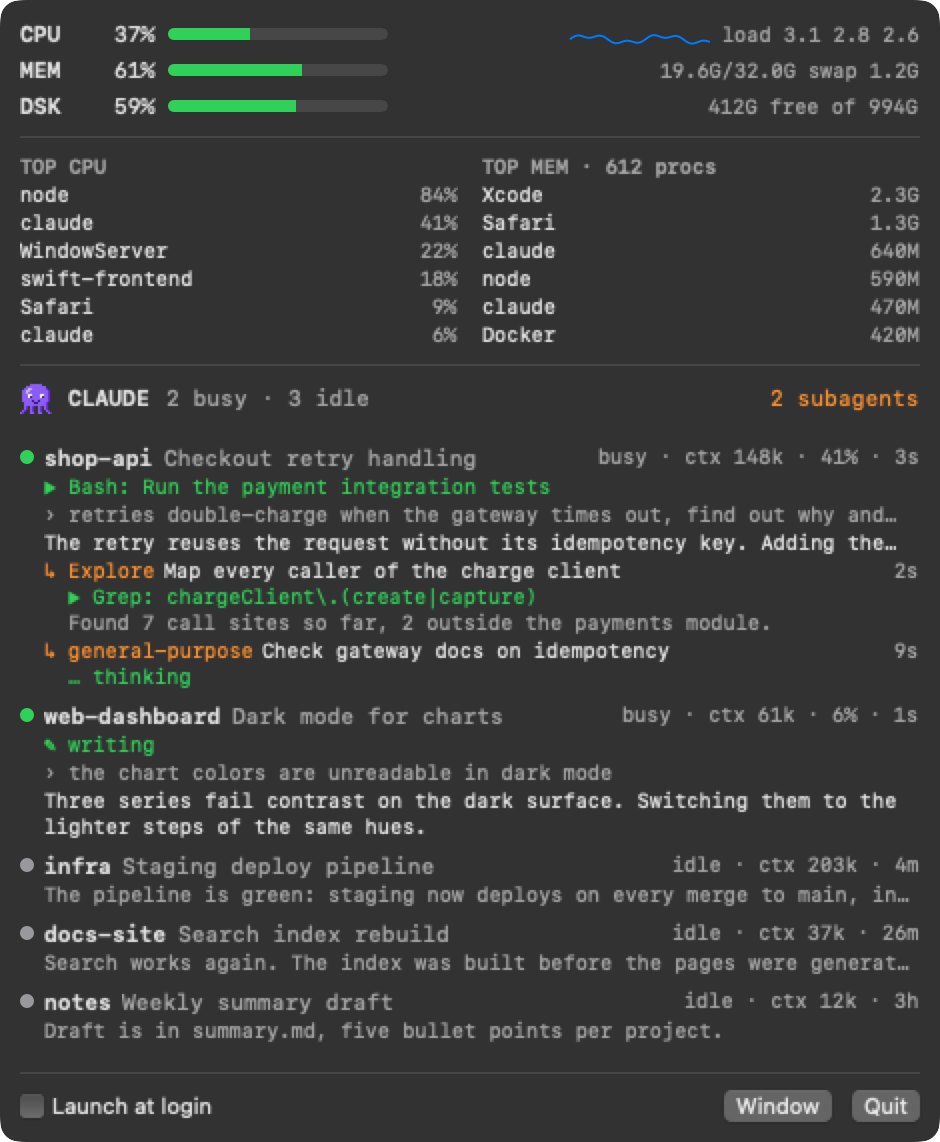 CPU 37% load 3.1 2.8 2.6
MEM 61% 19.6G/32.0G swap 1.2G
DSK 59% 412G free of 994G
TOP CPU TOP MEM · 612 procs
node 84% Xcode 2.3G
claude 41% Safari 1.3G
WindowServer 22% claude 640M
swift-frontend 18% node 590M
Safari 9% claude 470M
claude 6% Docker 420M
CLAUDE 2 busy · 3 idle 2 subagents
shop-api Checkout retry handling busy · ctx 148k · 41% · 3s
▶ Bash: Run the payment integration tests
› retries double-charge when the gateway times out, find out why and…
The retry reuses the request without its idempotency key. Adding the…
↳ Explore Map every caller of the charge client 2s
▶ Grep: chargeClient\.(create|capture)
Found 7 call sites so far, 2 outside the payments module.
↳ general-purpose Check gateway docs on idempotency 9s
… thinking
web-dashboard Dark mode for charts busy · ctx 61k · 6% · 1s
✎ writing
› the chart colors are unreadable in dark mode
Three series fail contrast on the dark surface. Switching them to the
lighter steps of the same hues.
infra Staging deploy pipeline idle · ctx 203k · 4m
The pipeline is green: staging now deploys on every merge to main, in…
docs-site Search index rebuild idle · ctx 37k · 26m
Search works again. The index was built before the pages were generat…
notes Weekly summary draft idle · ctx 12k · 3h
Draft is in summary.md, five bullet points per project.
Launch at login Window Quit